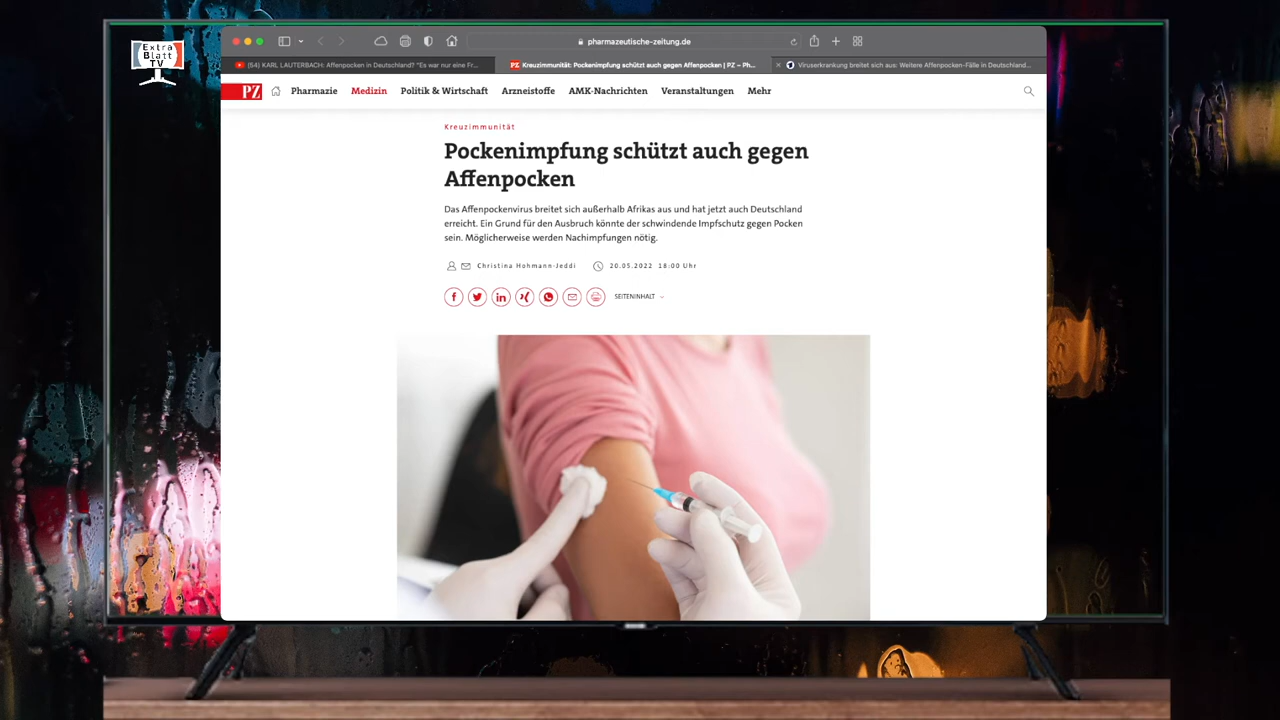 Extra
Blatt
TV
pharmazeutische-zeitung.de
(54) KARL LAUTERBACH: Affenpocken in Deutschland? "Es war nur eine Fr...
PZ Kreuzimmunität: Pockenimpfung schützt auch gegen Affenpocken | PZ – Ph...
Viruserkrankung breitet sich aus: Weitere Affenpocken-Fälle in Deutschland...
PZ Pharmazie Medizin Politik & Wirtschaft Arzneistoffe AMK-Nachrichten Veranstaltungen Mehr
Kreuzimmunität
Pockenimpfung schützt auch gegen
Affenpocken
Das Affenpockenvirus breitet sich außerhalb Afrikas aus und hat jetzt auch Deutschland
erreicht. Ein Grund für den Ausbruch könnte der schwindende Impfschutz gegen Pocken
sein. Möglicherweise werden Nachimpfungen nötig.
Christina Hohmann-Jeddi 20.05.2022 18:00 Uhr
SEITENINHALT